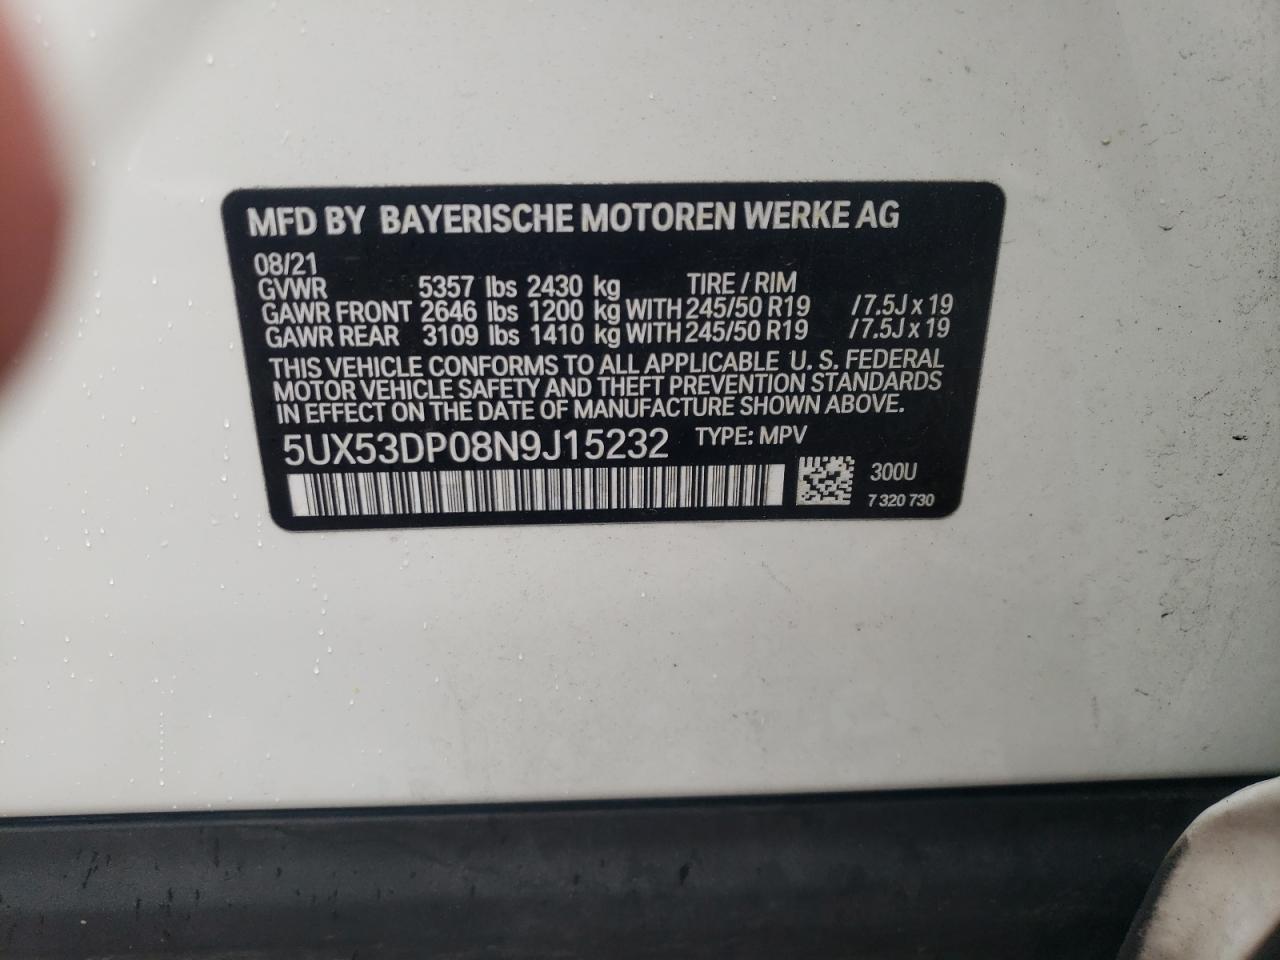 MFD BY BAYERISCHE MOTOREN WERKE AG
08/21
GVWR 5357 lbs 2430 kg TIRE / RIM
GAWR FRONT 2646 lbs 1200 kg WITH 245/50 R19 / 7.5J x 19
GAWR REAR 3109 lbs 1410 kg WITH 245/50 R19 / 7.5J x 19
THIS VEHICLE CONFORMS TO ALL APPLICABLE U. S. FEDERAL
MOTOR VEHICLE SAFETY AND THEFT PREVENTION STANDARDS
IN EFFECT ON THE DATE OF MANUFACTURE SHOWN ABOVE.
5UX53DP08N9J15232 TYPE: MPV
300U
7 320 730